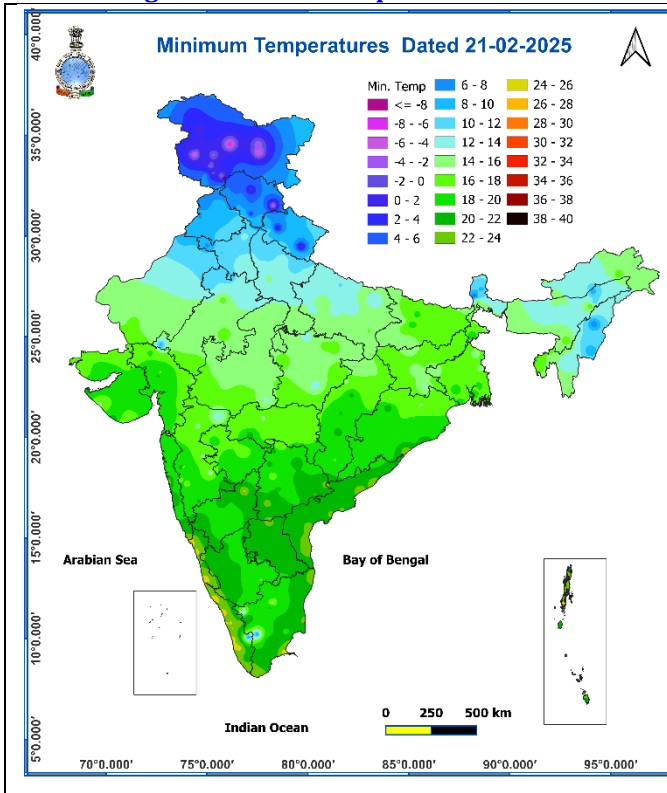 Minimum Temperatures Dated 21-02-2025
Min. Temp
<= -8
-8 - -6
-6 - -4
-4 - -2
-2 - 0
0 - 2
2 - 4
4 - 6
6 - 8
8 - 10
10 - 12
12 - 14
14 - 16
16 - 18
18 - 20
20 - 22
22 - 24
24 - 26
26 - 28
28 - 30
30 - 32
32 - 34
34 - 36
36 - 38
38 - 40
40°0.000'
35°0.000'
30°0.000'
25°0.000'
20°0.000'
15°0.000'
10°0.000'
5°0.000'
Arabian Sea
Bay of Bengal
Indian Ocean
0 250 500 km
70°0.000' 75°0.000' 80°0.000' 85°0.000' 90°0.000' 95°0.000'